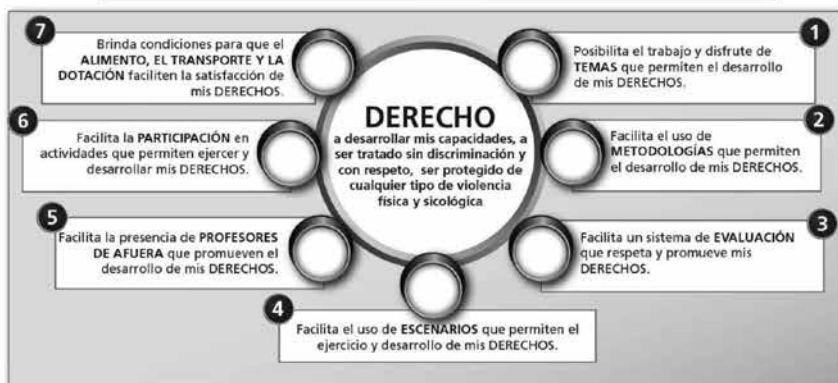 DERECHO
a desarrollar mis capacidades, a
ser tratado sin discriminación y
con respeto, ser protegido de
cualquier tipo de violencia
física y sicológica
1
Posibilita el trabajo y disfrute de
TEMAS que permiten el desarrollo
de mis DERECHOS.
2
Facilita el uso de
METODOLOGÍAS que permiten
el desarrollo de mis DERECHOS.
3
Facilita un sistema de EVALUACIÓN
que respeta y promueve mis
DERECHOS.
4
Facilita el uso de ESCENARIOS que permiten el
ejercicio y desarrollo de mis DERECHOS.
5
Facilita la presencia de PROFESORES
DE AFUERA que promueven el
desarrollo de mis DERECHOS.
6
Facilita la PARTICIPACIÓN en
actividades que permiten ejercer y
desarrollar mis DERECHOS.
7
Brinda condiciones para que el
ALIMENTO, EL TRANSPORTE Y LA
DOTACIÓN faciliten la satisfacción de
mis DERECHOS.